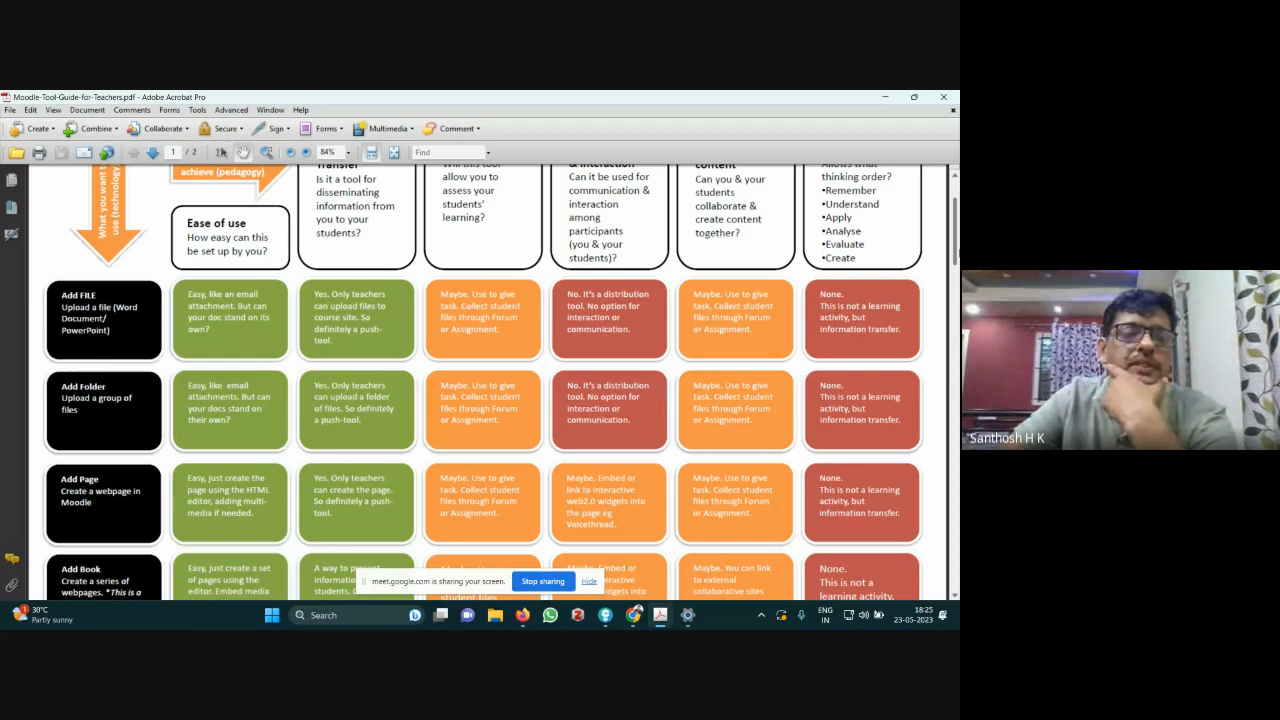 Moodle-Tool-Guide-for-Teachers.pdf - Adobe Acrobat Pro
File Edit View Document Comments Forms Tools Advanced Window Help
Create Combine Collaborate Secure Sign Forms Multimedia Comment
1 / 2 84% Find
What you want to
use (technology)
achieve (pedagogy)
Ease of use
How easy can this
be set up by you?
Transfer
Is it a tool for
disseminating
information from
you to your
students?
Will this tool
allow you to
assess your
students'
learning?
& interaction
Can it be used for
communication &
interaction
among
participants
(you & your
students)?
content
Can you & your
students
collaborate &
create content
together?
Allows what
thinking order?
•Remember
•Understand
•Apply
•Analyse
•Evaluate
•Create
Add FILE
Upload a file (Word
Document/
PowerPoint)
Easy, like an email
attachment. But can
your doc stand on its
own?
Yes. Only teachers
can upload files to
course site. So
definitely a push-
tool.
Maybe. Use to give
task. Collect student
files through Forum
or Assignment.
No. It's a distribution
tool. No option for
interaction or
communication.
Maybe. Use to give
task. Collect student
files through Forum
or Assignment.
None.
This is not a learning
activity, but
information transfer.
Add Folder
Upload a group of
files
Easy, like email
attachments. But can
your docs stand on
their own?
Yes. Only teachers
can upload a folder
of files. So definitely
a push-tool.
Maybe. Use to give
task. Collect student
files through Forum
or Assignment.
No. It's a distribution
tool. No option for
interaction or
communication.
Maybe. Use to give
task. Collect student
files through Forum
or Assignment.
None.
This is not a learning
activity, but
information transfer.
Add Page
Create a webpage in
Moodle
Easy, just create the
page using the HTML
editor, adding multi-
media if needed.
Yes. Only teachers
can create the page.
So definitely a push-
tool.
Maybe. Use to give
task. Collect student
files through Forum
or Assignment.
Maybe. Embed or
link to interactive
web2.0 widgets into
the page eg
Voicethread.
Maybe. Use to give
task. Collect student
files through Forum
or Assignment.
None.
This is not a learning
activity, but
information transfer.
Add Book
Create a series of
webpages. *This is a
Easy, just create a set
of pages using the
editor. Embed media
A way to present
information
students.
student files
Maybe. You can link
to external
collaborative sites
None.
This is not a
learning activity,
meet.google.com is sharing your screen. Stop sharing Hide
Santhosh H K
30°C
Partly sunny
Search
ENG
IN
18:25
23-05-2023